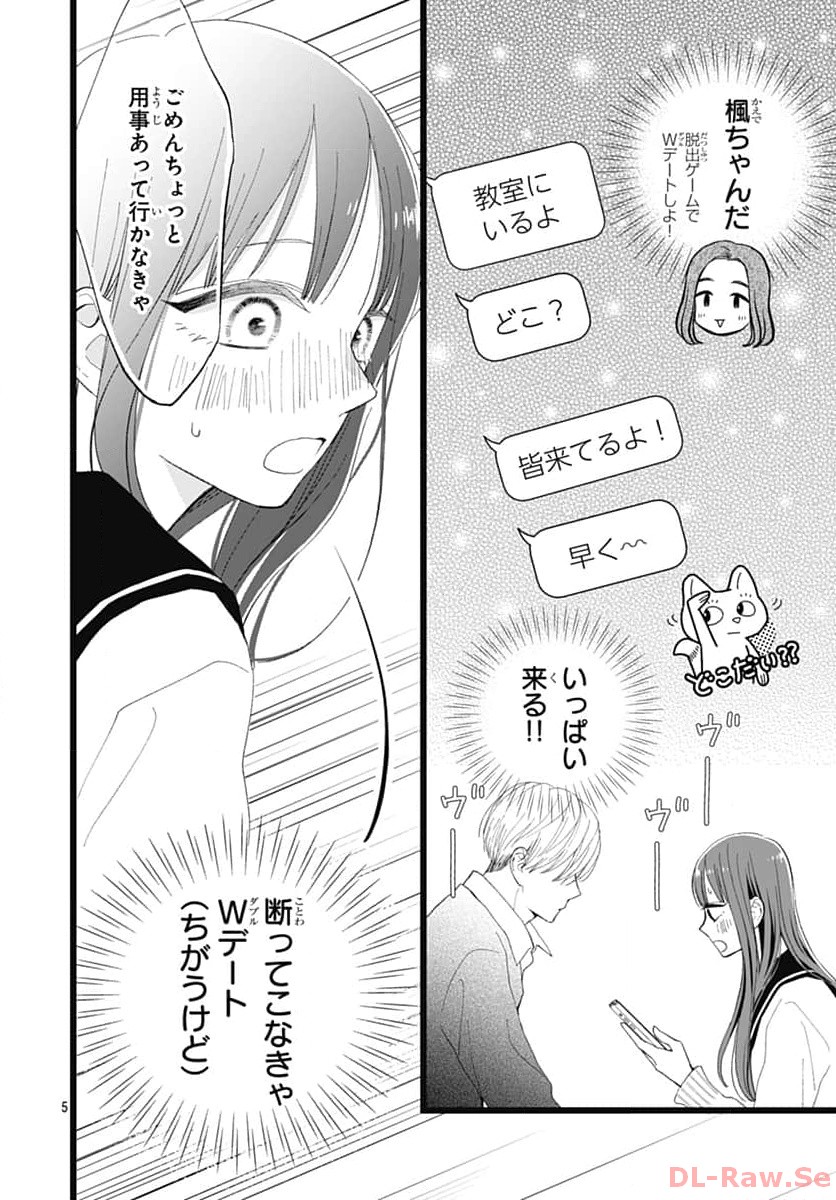 楓ちゃんだ
脱出ゲームで
Wデートしよ！
教室に
いるよ
どこ？
皆来てるよ！
早く〜
どこだい??
いっぱい
来る!!
ヴーー
ヴーー
ごめんちょっと
用事あって行かなきゃ
断ってこなきゃ
Wデート
(ちがうけど)
5
DL-Raw.Se